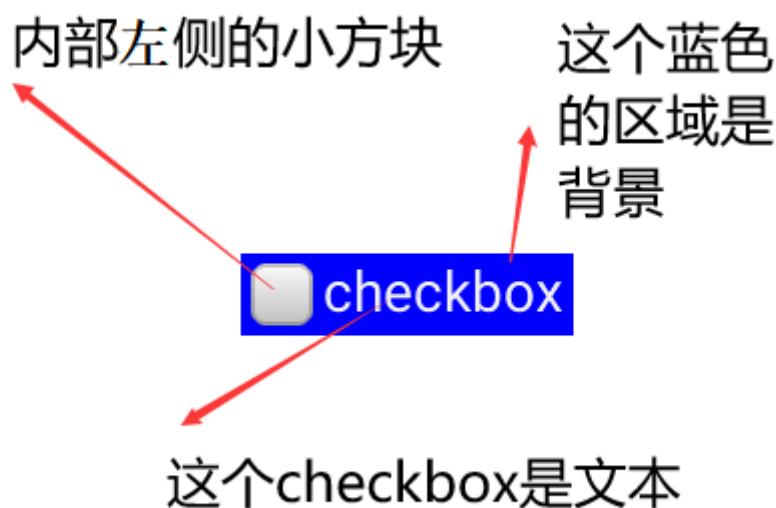 内部左侧的小方块
这个蓝色
的区域是
背景
checkbox
这个checkbox是文本